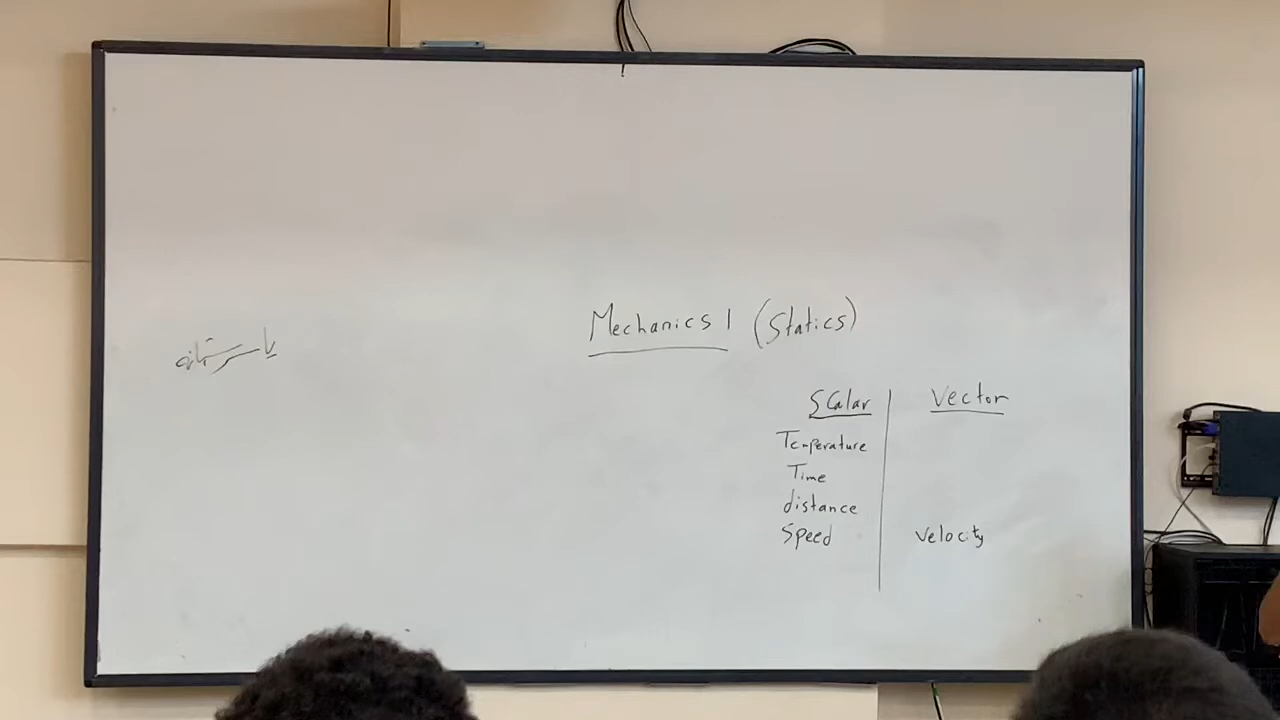 Mechanics 1 (Statics)
Scalar Vector
Temperature
Time
distance
Speed velocity